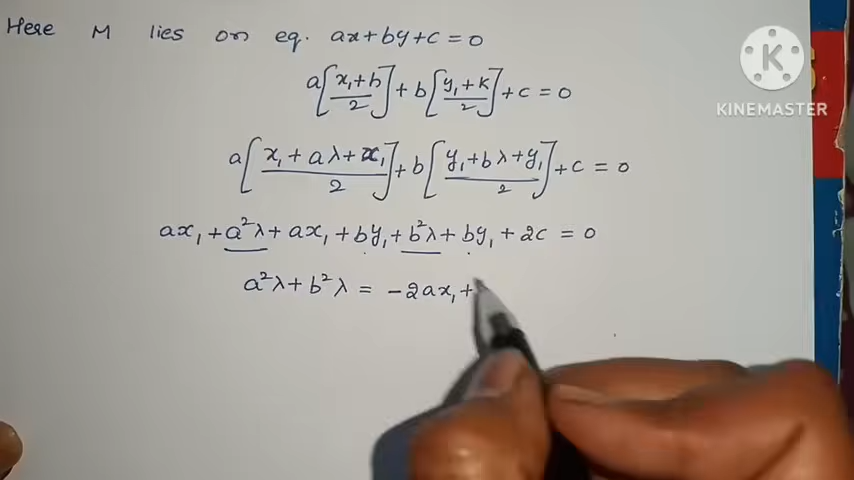 Here M lies on eq. ax+by+c=0
a[(x₁+h)/2]+b[(y₁+k)/2]+c=0
a[(x₁+aλ+x₁)/2]+b[(y₁+bλ+y₁)/2]+c=0
ax₁+a²λ+ax₁+by₁+b²λ+by₁+2c=0
a²λ+b²λ=-2ax₁+
K
KINEMASTER